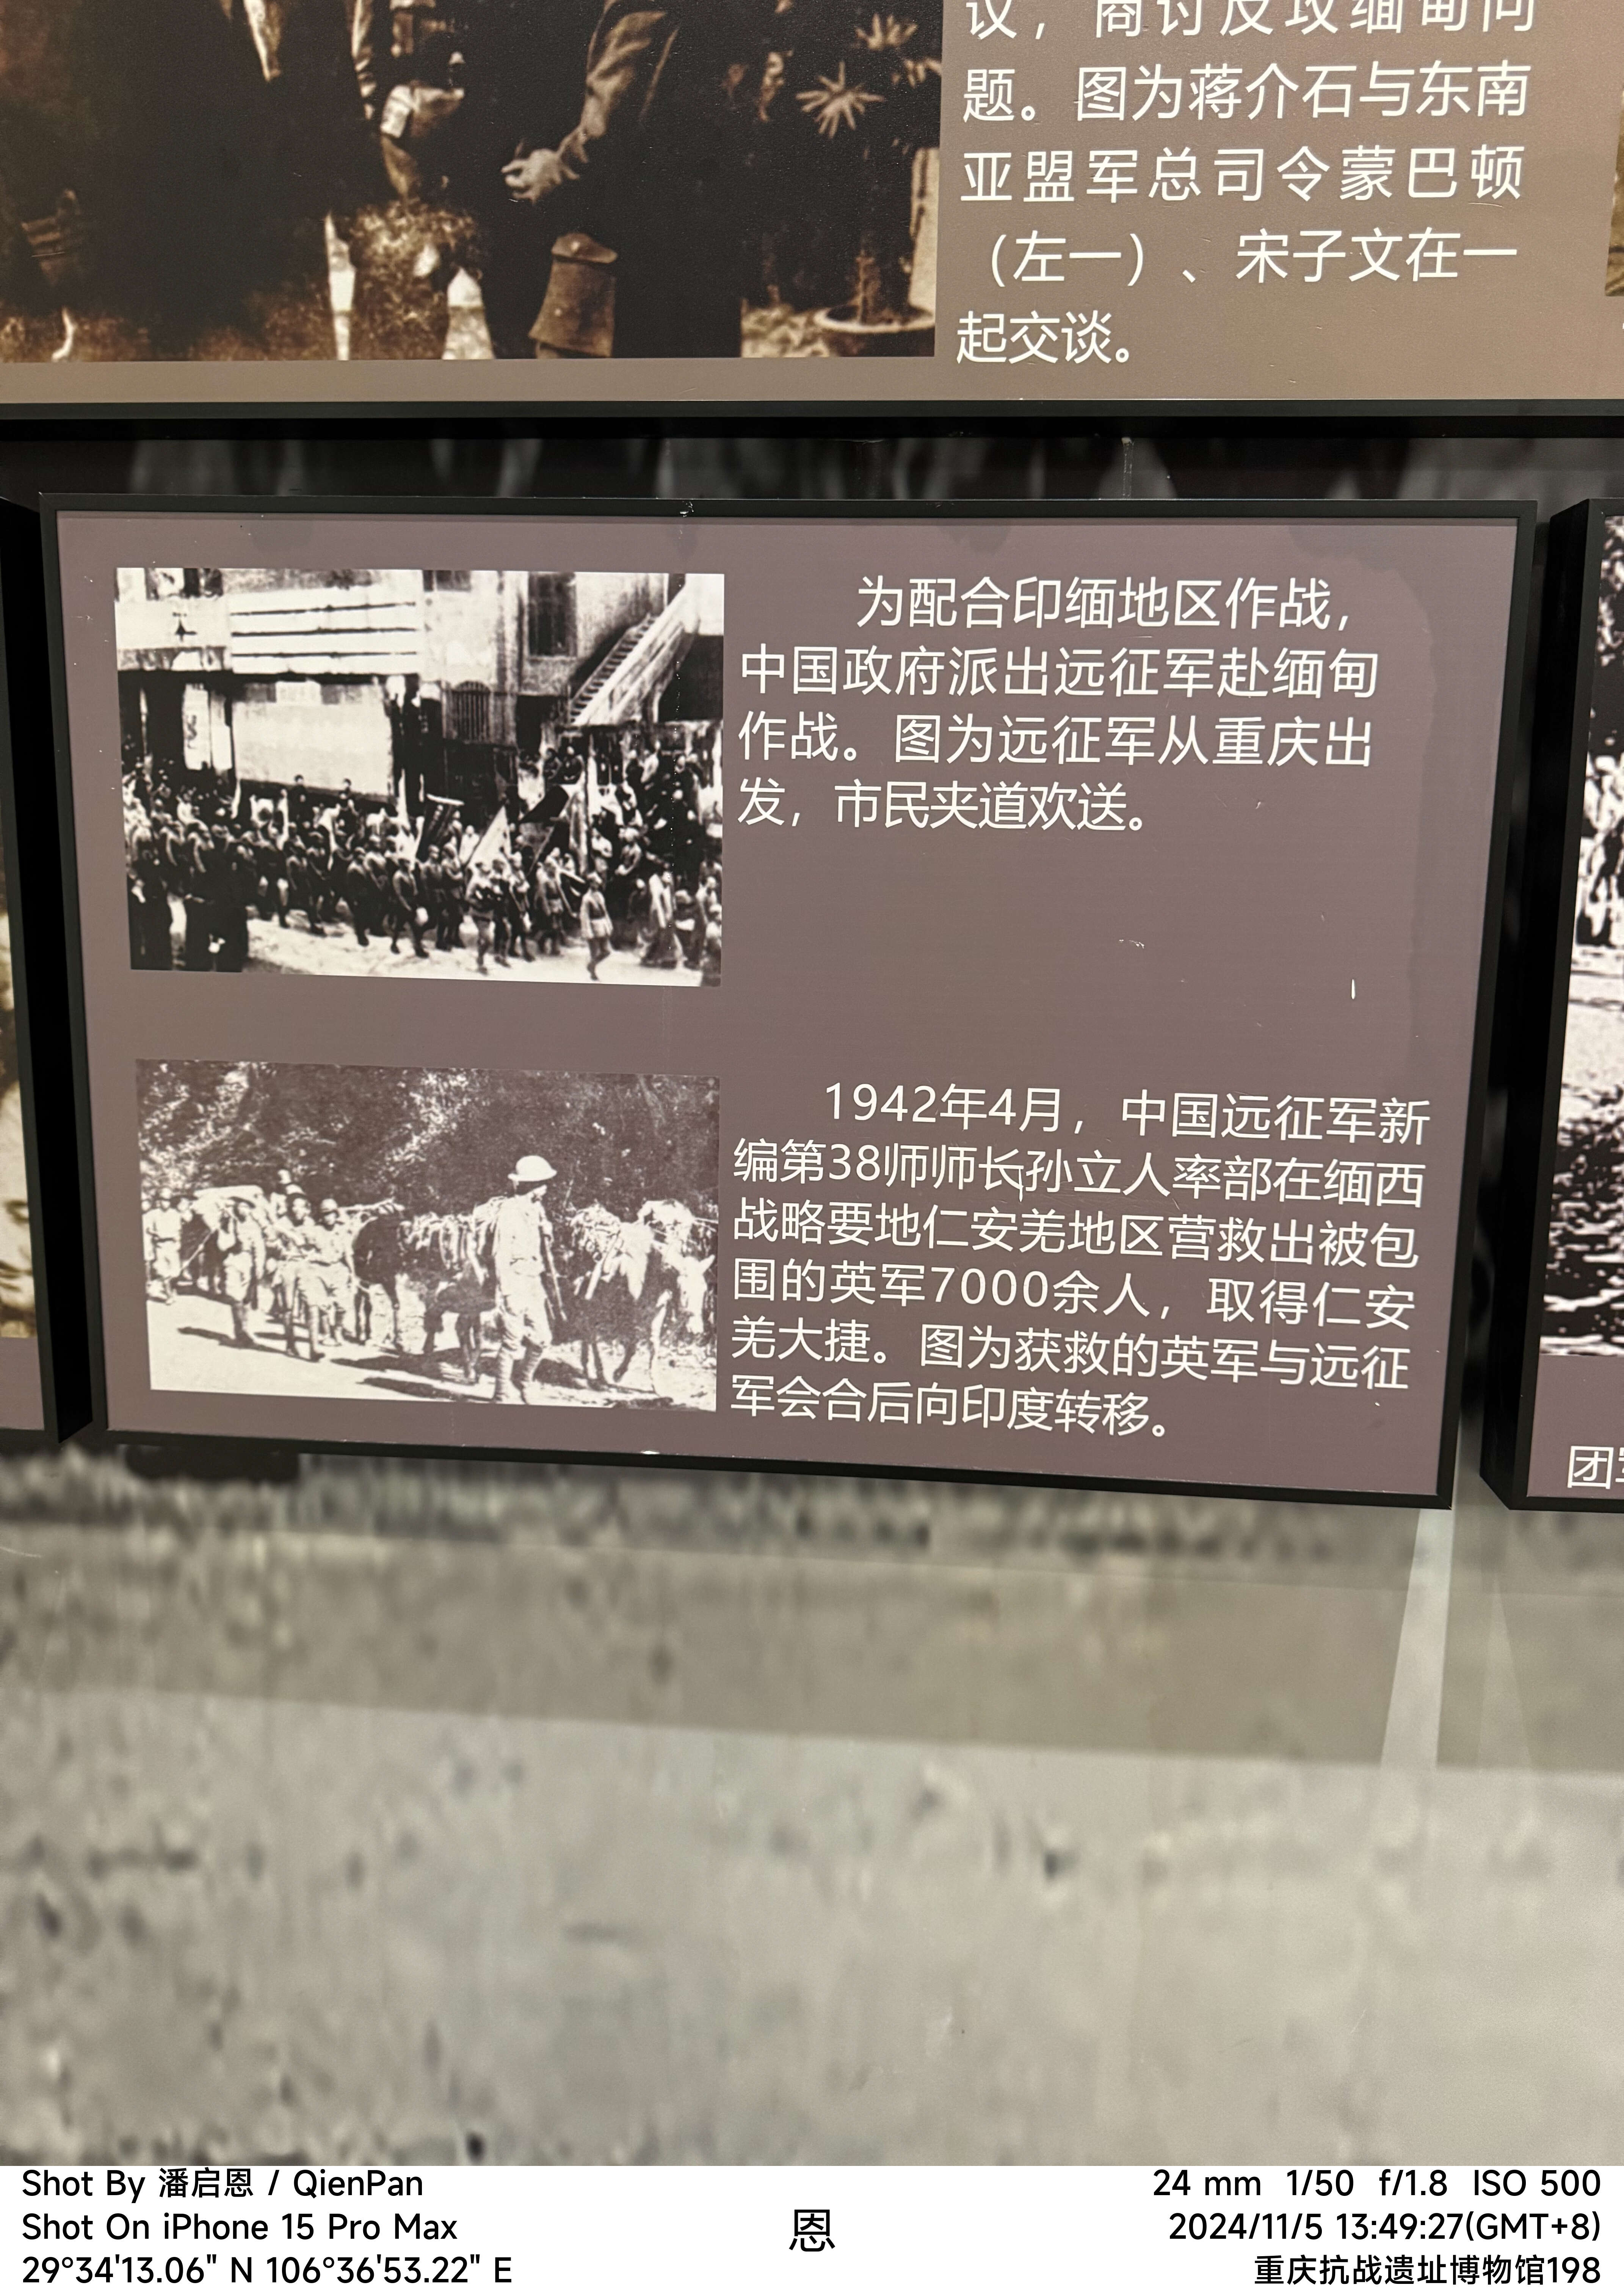 议，商讨反攻缅甸问
题。图为蒋介石与东南
亚盟军总司令蒙巴顿
（左一）、宋子文在一
起交谈。
为配合印缅地区作战，
中国政府派出远征军赴缅甸
作战。图为远征军从重庆出
发，市民夹道欢送。
1942年4月，中国远征军新
编第38师师长孙立人率部在缅西
战略要地仁安羌地区营救出被包
围的英军7000余人，取得仁安
羌大捷。图为获救的英军与远征
军会合后向印度转移。
团
Shot By 潘启恩 / QienPan
Shot On iPhone 15 Pro Max
29°34'13.06" N 106°36'53.22" E
恩
24 mm 1/50 f/1.8 ISO 500
2024/11/5 13:49:27(GMT+8)
重庆抗战遗址博物馆198